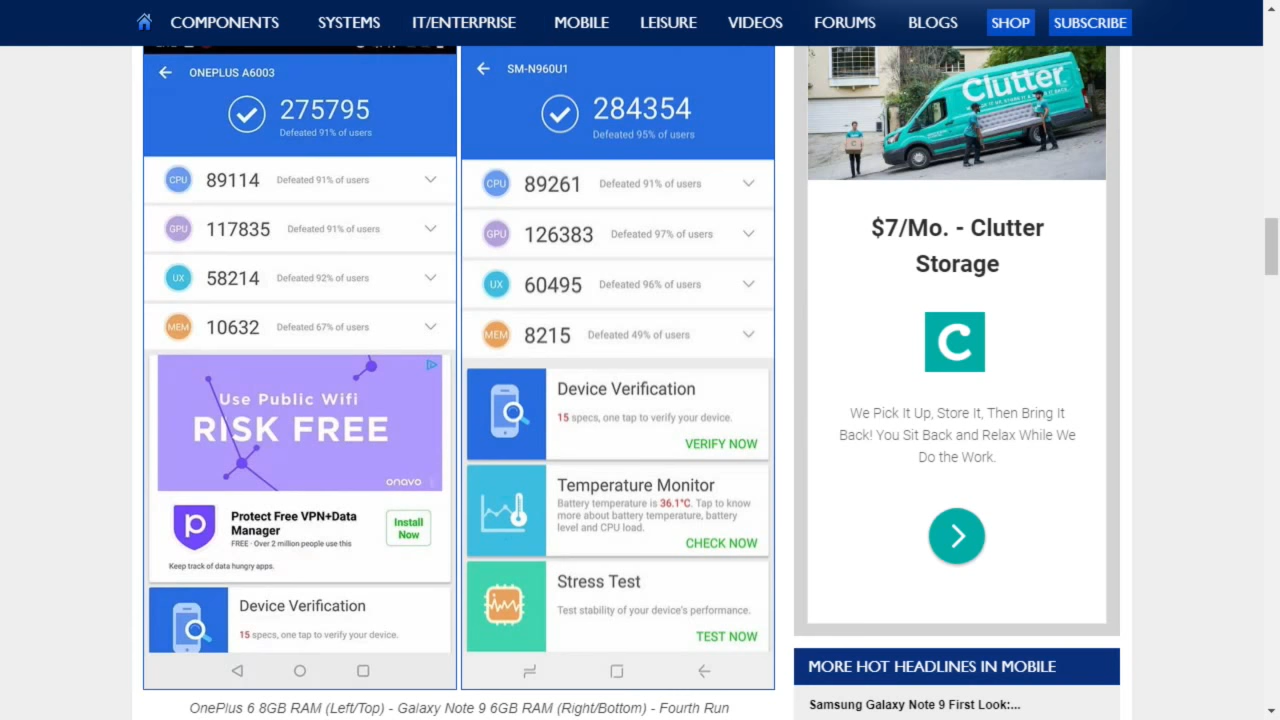 COMPONENTS SYSTEMS IT/ENTERPRISE MOBILE LEISURE VIDEOS FORUMS BLOGS SHOP SUBSCRIBE
ONEPLUS A6003
275795
Defeated 91% of users
CPU 89114 Defeated 91% of users
GPU 117835 Defeated 91% of users
UX 58214 Defeated 92% of users
MEM 10632 Defeated 67% of users
Use Public Wifi
RISK FREE
onavo
Protect Free VPN+Data
Manager
FREE · Over 2 million people use this
Install
Now
Keep track of data hungry apps.
Device Verification
15 specs, one tap to verify your device.
SM-N960U1
284354
Defeated 95% of users
CPU 89261 Defeated 91% of users
GPU 126383 Defeated 97% of users
UX 60495 Defeated 96% of users
MEM 8215 Defeated 49% of users
Device Verification
15 specs, one tap to verify your device.
VERIFY NOW
Temperature Monitor
Battery temperature is 36.1°C. Tap to know
more about battery temperature, battery
level and CPU load.
CHECK NOW
Stress Test
Test stability of your device's performance.
TEST NOW
OnePlus 6 8GB RAM (Left/Top) - Galaxy Note 9 6GB RAM (Right/Bottom) - Fourth Run
Clutter
$7/Mo. - Clutter
Storage
C
We Pick It Up, Store It, Then Bring It
Back! You Sit Back and Relax While We
Do the Work.
MORE HOT HEADLINES IN MOBILE
Samsung Galaxy Note 9 First Look:...